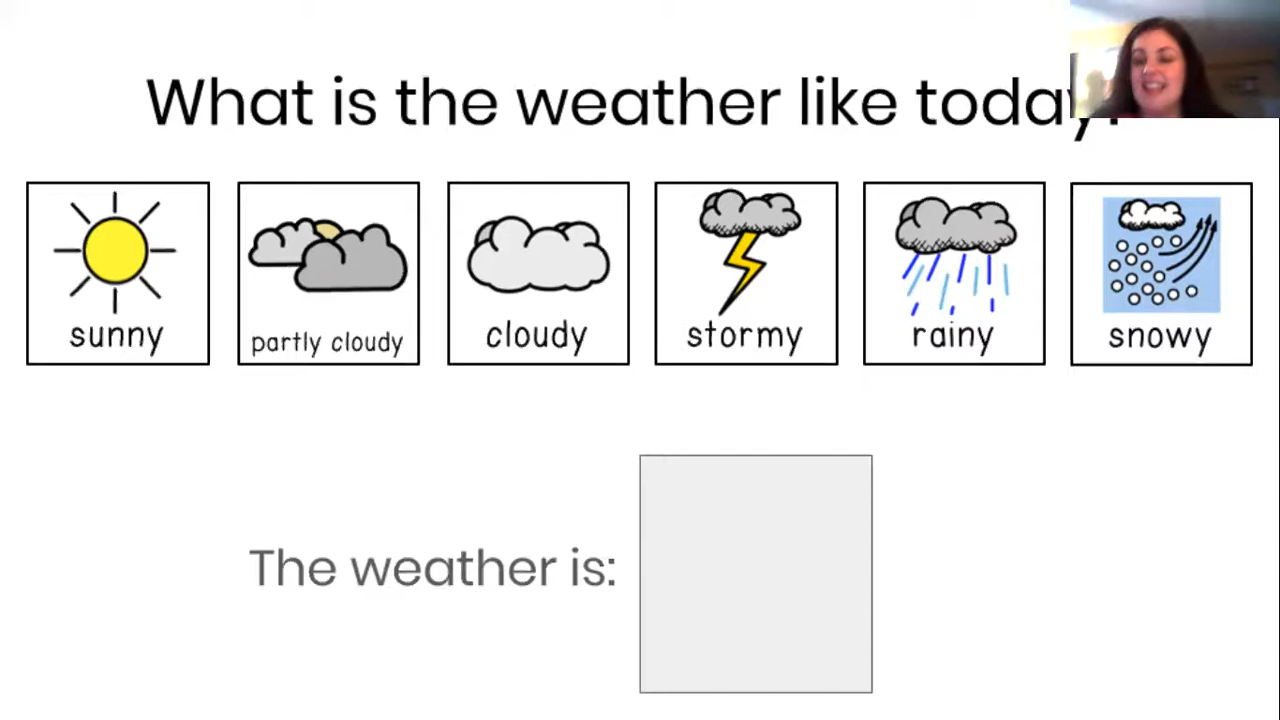 What is the weather like today?
sunny
partly cloudy
cloudy
stormy
rainy
snowy
The weather is: